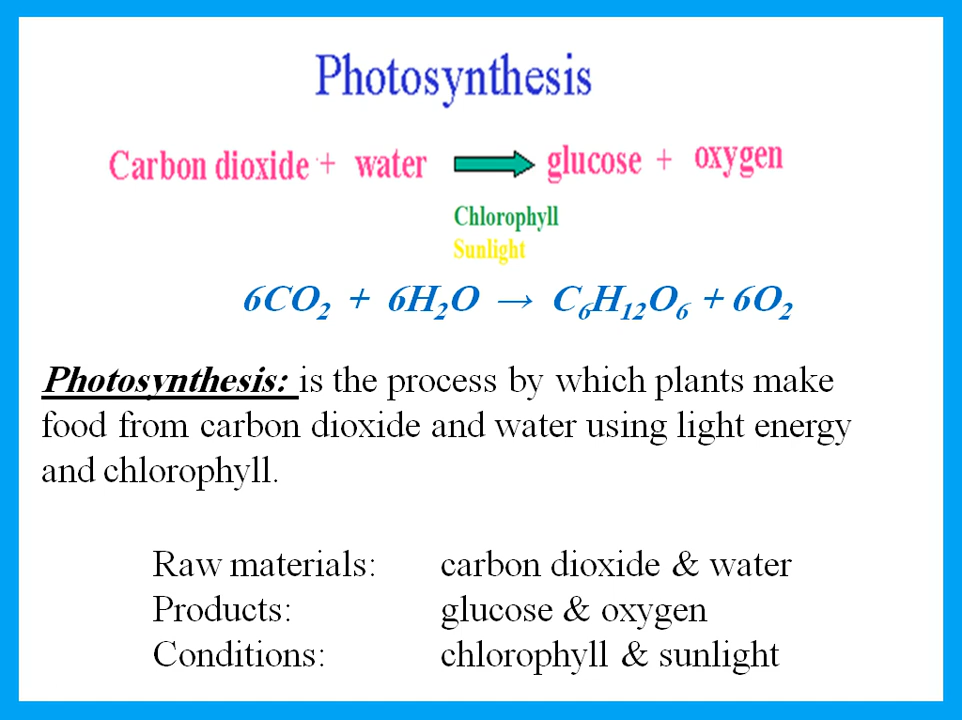 Photosynthesis
Carbon dioxide + water → glucose + oxygen
Chlorophyll
Sunlight
6CO₂ + 6H₂O → C₆H₁₂O₆ + 6O₂
Photosynthesis: is the process by which plants make
food from carbon dioxide and water using light energy
and chlorophyll.
Raw materials: carbon dioxide & water
Products: glucose & oxygen
Conditions: chlorophyll & sunlight